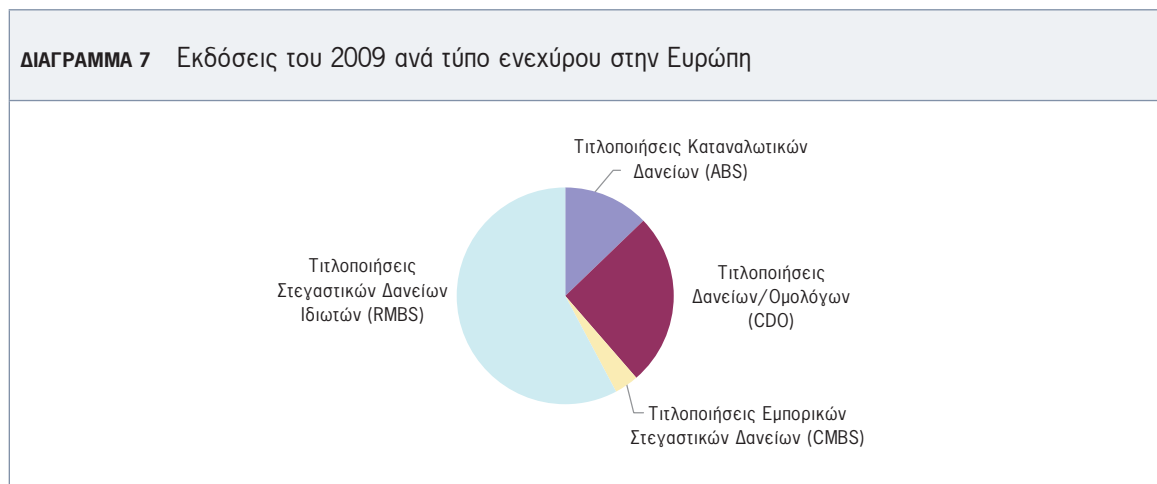 ΔΙΑΓΡΑΜΜΑ 7 Εκδόσεις του 2009 ανά τύπο ενεχύρου στην Ευρώπη
Τιτλοποιήσεις Καταναλωτικών
Δανείων (ABS)
Τιτλοποιήσεις
Στεγαστικών Δανείων
Ιδιωτών (RMBS)
Τιτλοποιήσεις
Δανείων/Ομολόγων
(CDO)
Τιτλοποιήσεις Εμπορικών
Στεγαστικών Δανείων (CMBS)